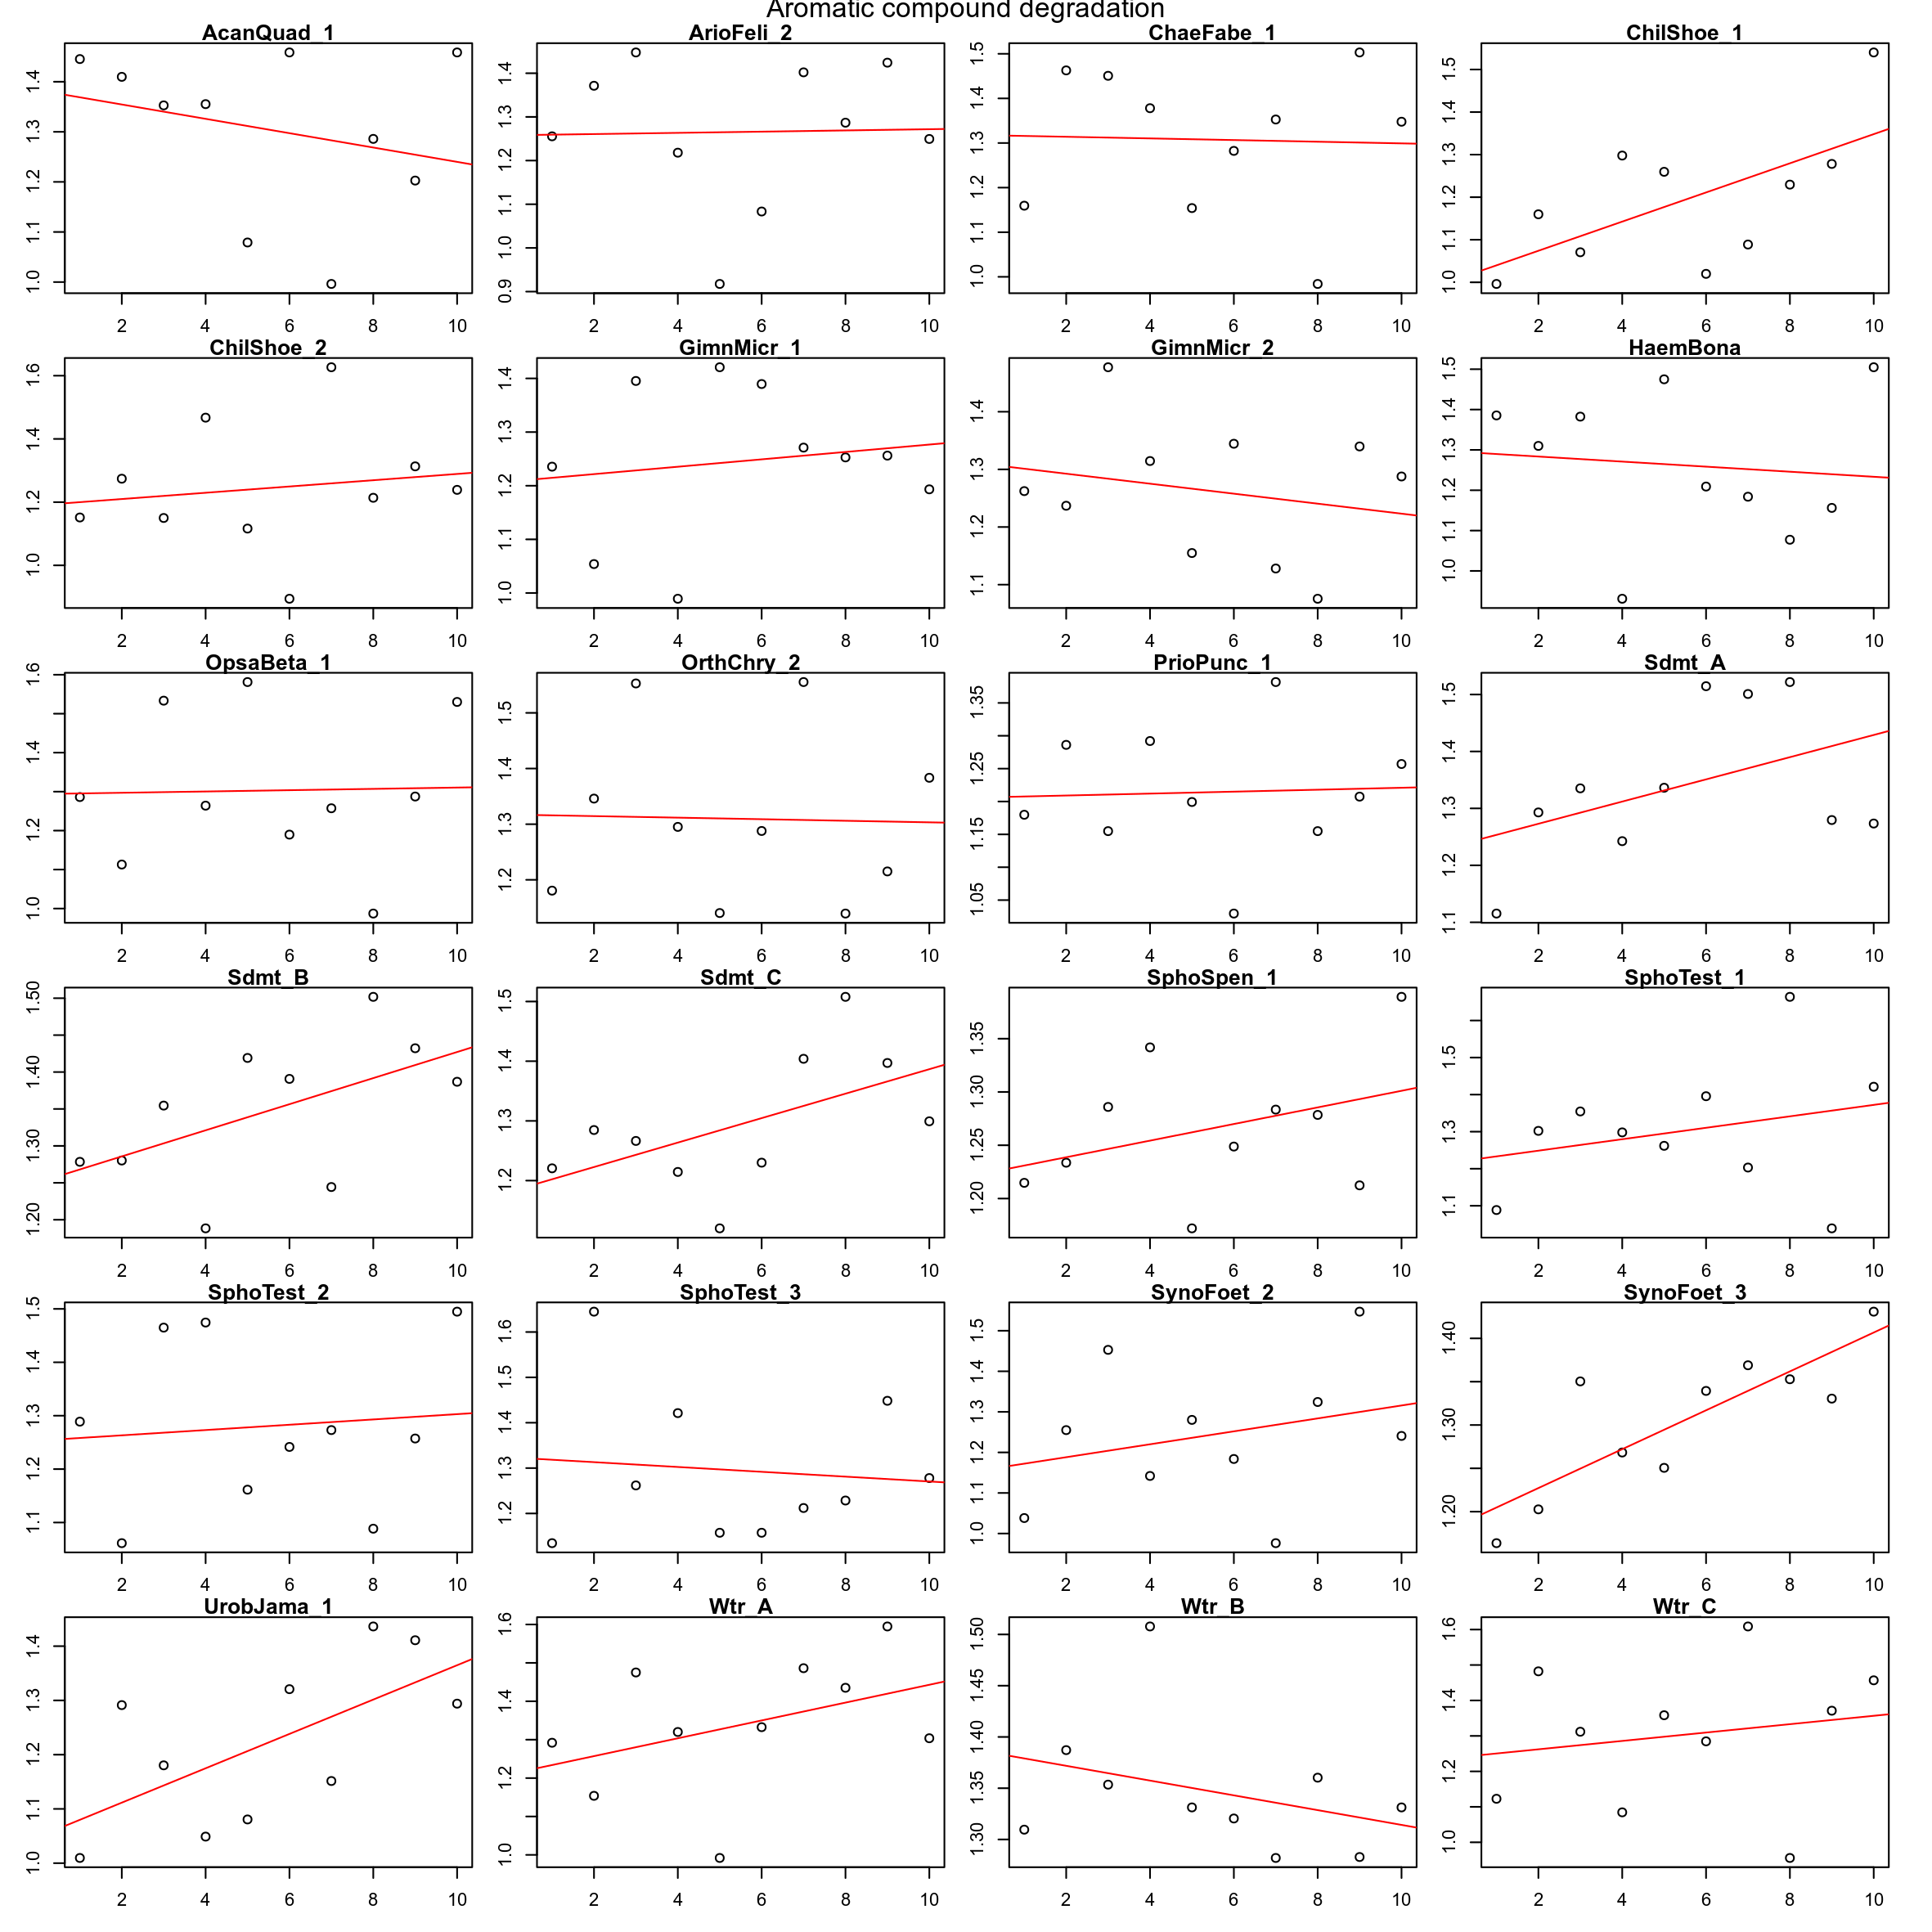 Aromatic compound degradation
AcanQuad_1
1.0 1.1 1.2 1.3 1.4
2 4 6 8 10
ArioFeli_2
0.9 1.0 1.1 1.2 1.3 1.4
2 4 6 8 10
ChaeFabe_1
1.0 1.1 1.2 1.3 1.4 1.5
2 4 6 8 10
ChilShoe_1
1.0 1.1 1.2 1.3 1.4 1.5
2 4 6 8 10
ChilShoe_2
1.0 1.2 1.4 1.6
2 4 6 8 10
GimnMicr_1
1.0 1.1 1.2 1.3 1.4
2 4 6 8 10
GimnMicr_2
1.1 1.2 1.3 1.4
2 4 6 8 10
HaemBona
1.0 1.1 1.2 1.3 1.4 1.5
2 4 6 8 10
OpsaBeta_1
1.0 1.2 1.4 1.6
2 4 6 8 10
OrthChry_2
1.2 1.3 1.4 1.5
2 4 6 8 10
PrioPunc_1
1.05 1.15 1.25 1.35
2 4 6 8 10
Sdmt_A
1.1 1.2 1.3 1.4 1.5
2 4 6 8 10
Sdmt_B
1.20 1.30 1.40 1.50
2 4 6 8 10
Sdmt_C
1.2 1.3 1.4 1.5
2 4 6 8 10
SphoSpen_1
1.20 1.25 1.30 1.35
2 4 6 8 10
SphoTest_1
1.1 1.3 1.5
2 4 6 8 10
SphoTest_2
1.1 1.2 1.3 1.4 1.5
2 4 6 8 10
SphoTest_3
1.2 1.3 1.4 1.5 1.6
2 4 6 8 10
SynoFoet_2
1.0 1.1 1.2 1.3 1.4 1.5
2 4 6 8 10
SynoFoet_3
1.20 1.30 1.40
2 4 6 8 10
UrobJama_1
1.0 1.1 1.2 1.3 1.4
2 4 6 8 10
Wtr_A
1.0 1.2 1.4 1.6
2 4 6 8 10
Wtr_B
1.30 1.35 1.40 1.45 1.50
2 4 6 8 10
Wtr_C
1.0 1.2 1.4 1.6
2 4 6 8 10